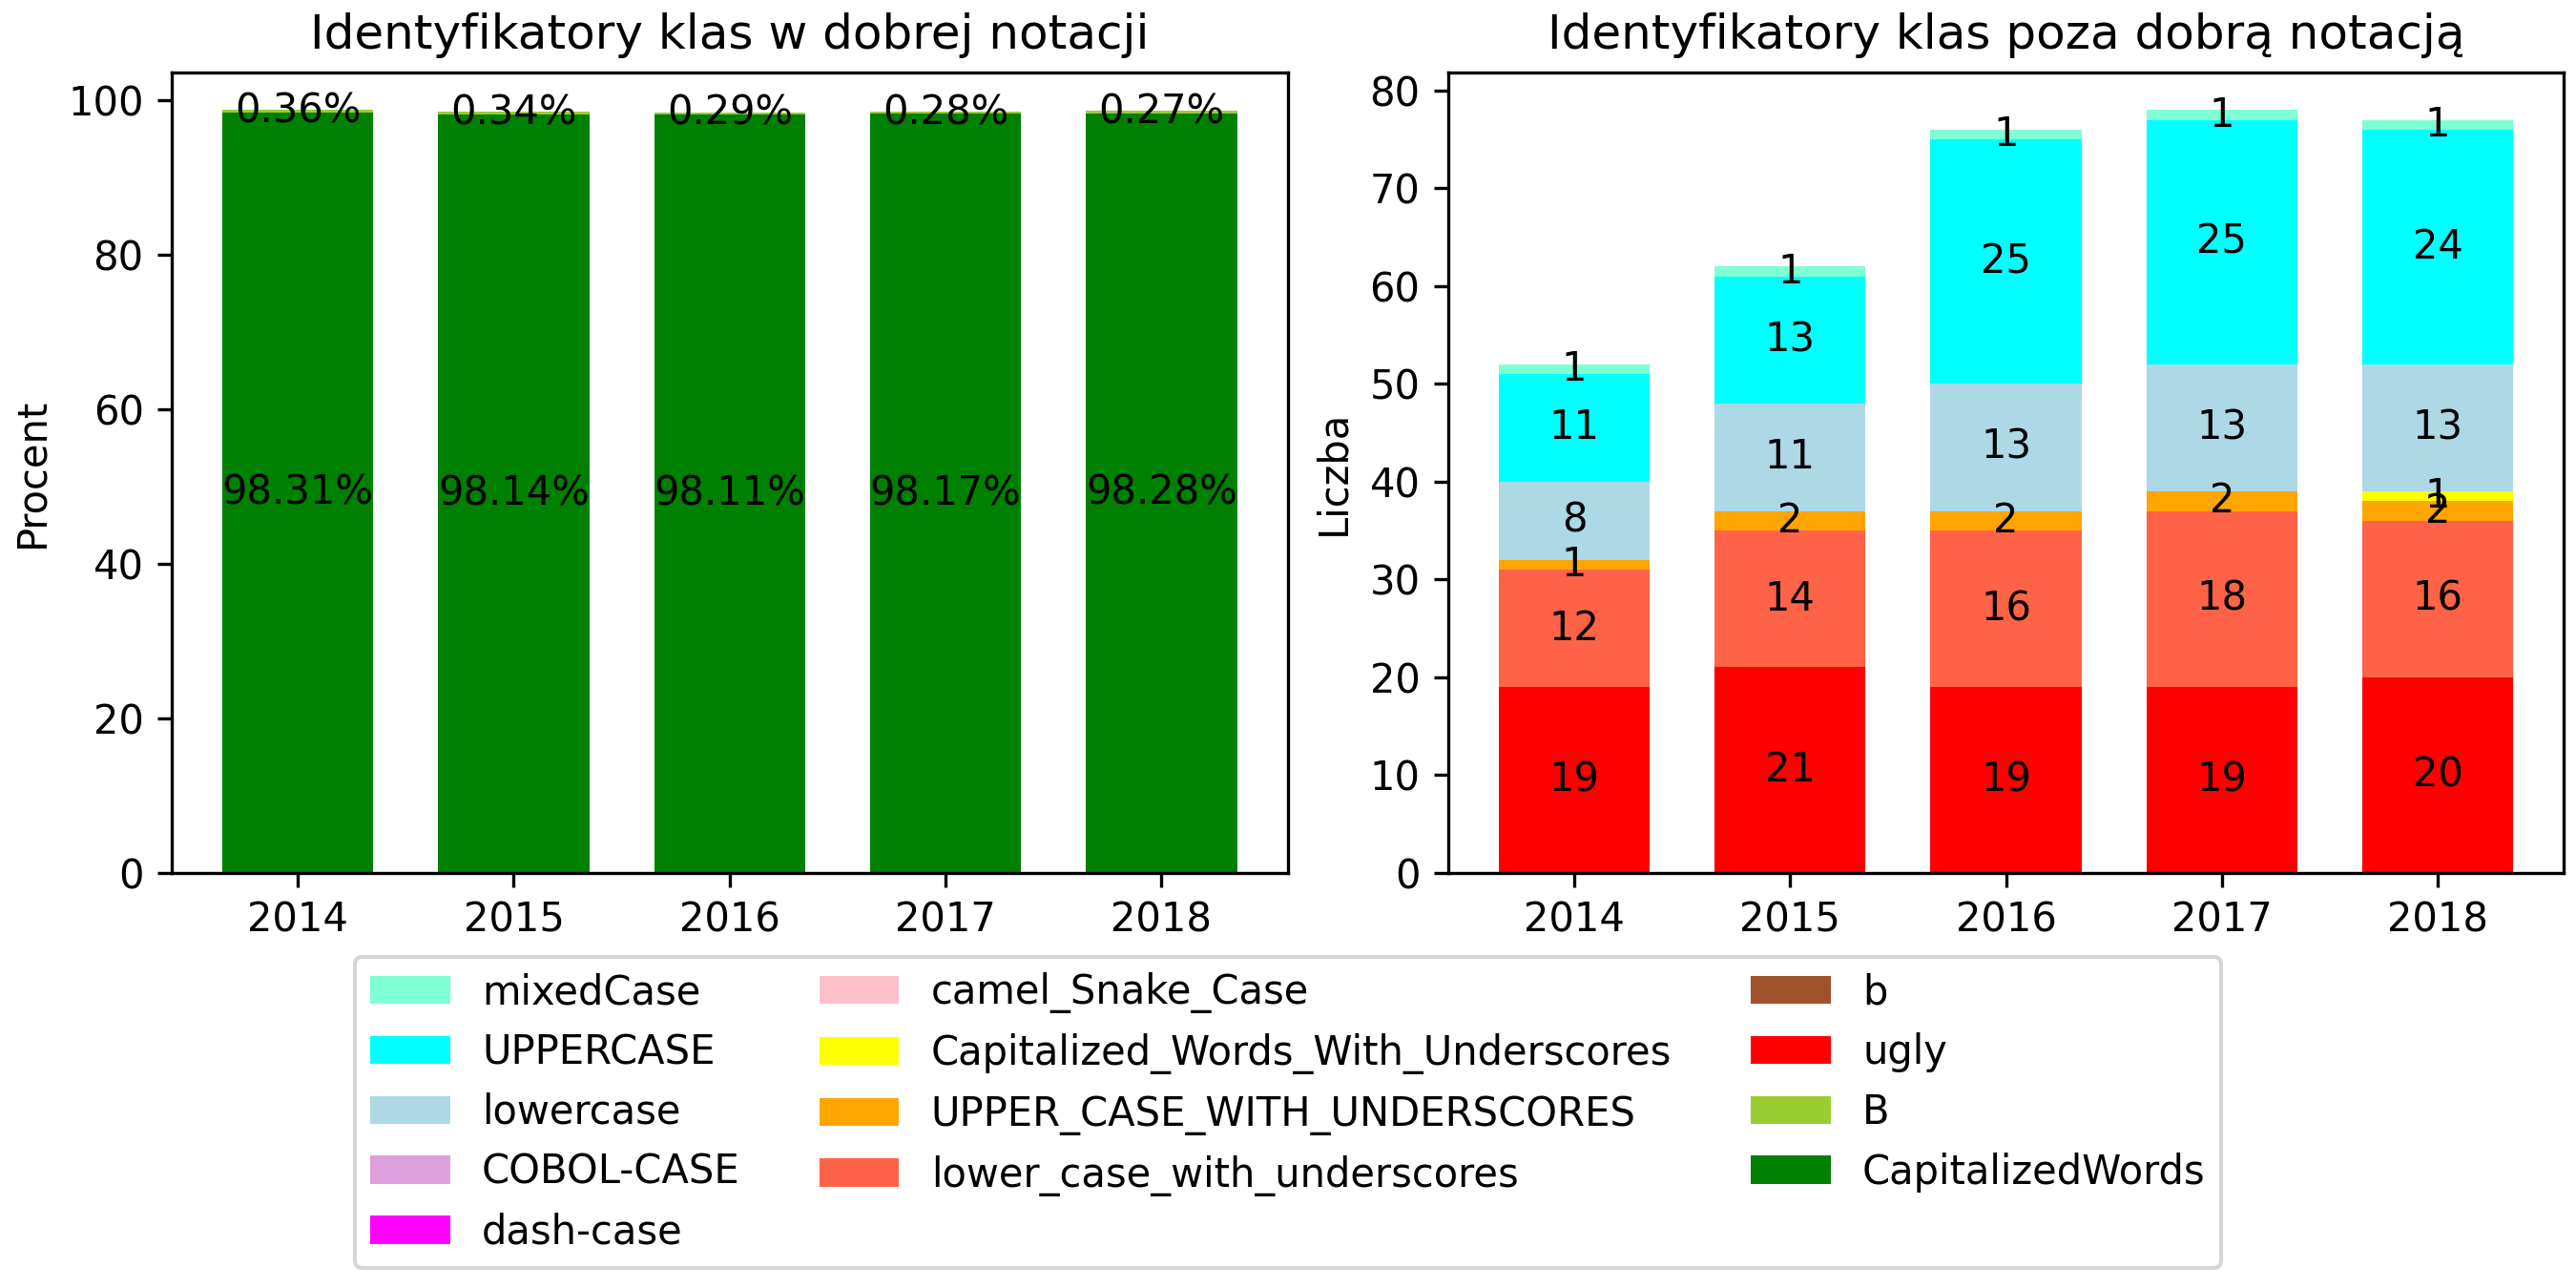 Identyfikatory klas w dobrej notacji
Procent
100
80
60
40
20
0
0.36% 0.34% 0.29% 0.28% 0.27%
98.31% 98.14% 98.11% 98.17% 98.28%
2014 2015 2016 2017 2018
Identyfikatory klas poza dobrą notacją
Liczba
80
70
60
50
40
30
20
10
0
1
11
8
1
12
19
1
13
11
2
14
21
1
25
13
2
16
19
1
25
13
2
18
19
1
24
13
1
2
16
20
2014 2015 2016 2017 2018
mixedCase
UPPERCASE
lowercase
COBOL-CASE
dash-case
camel_Snake_Case
Capitalized_Words_With_Underscores
UPPER_CASE_WITH_UNDERSCORES
lower_case_with_underscores
b
ugly
B
CapitalizedWords